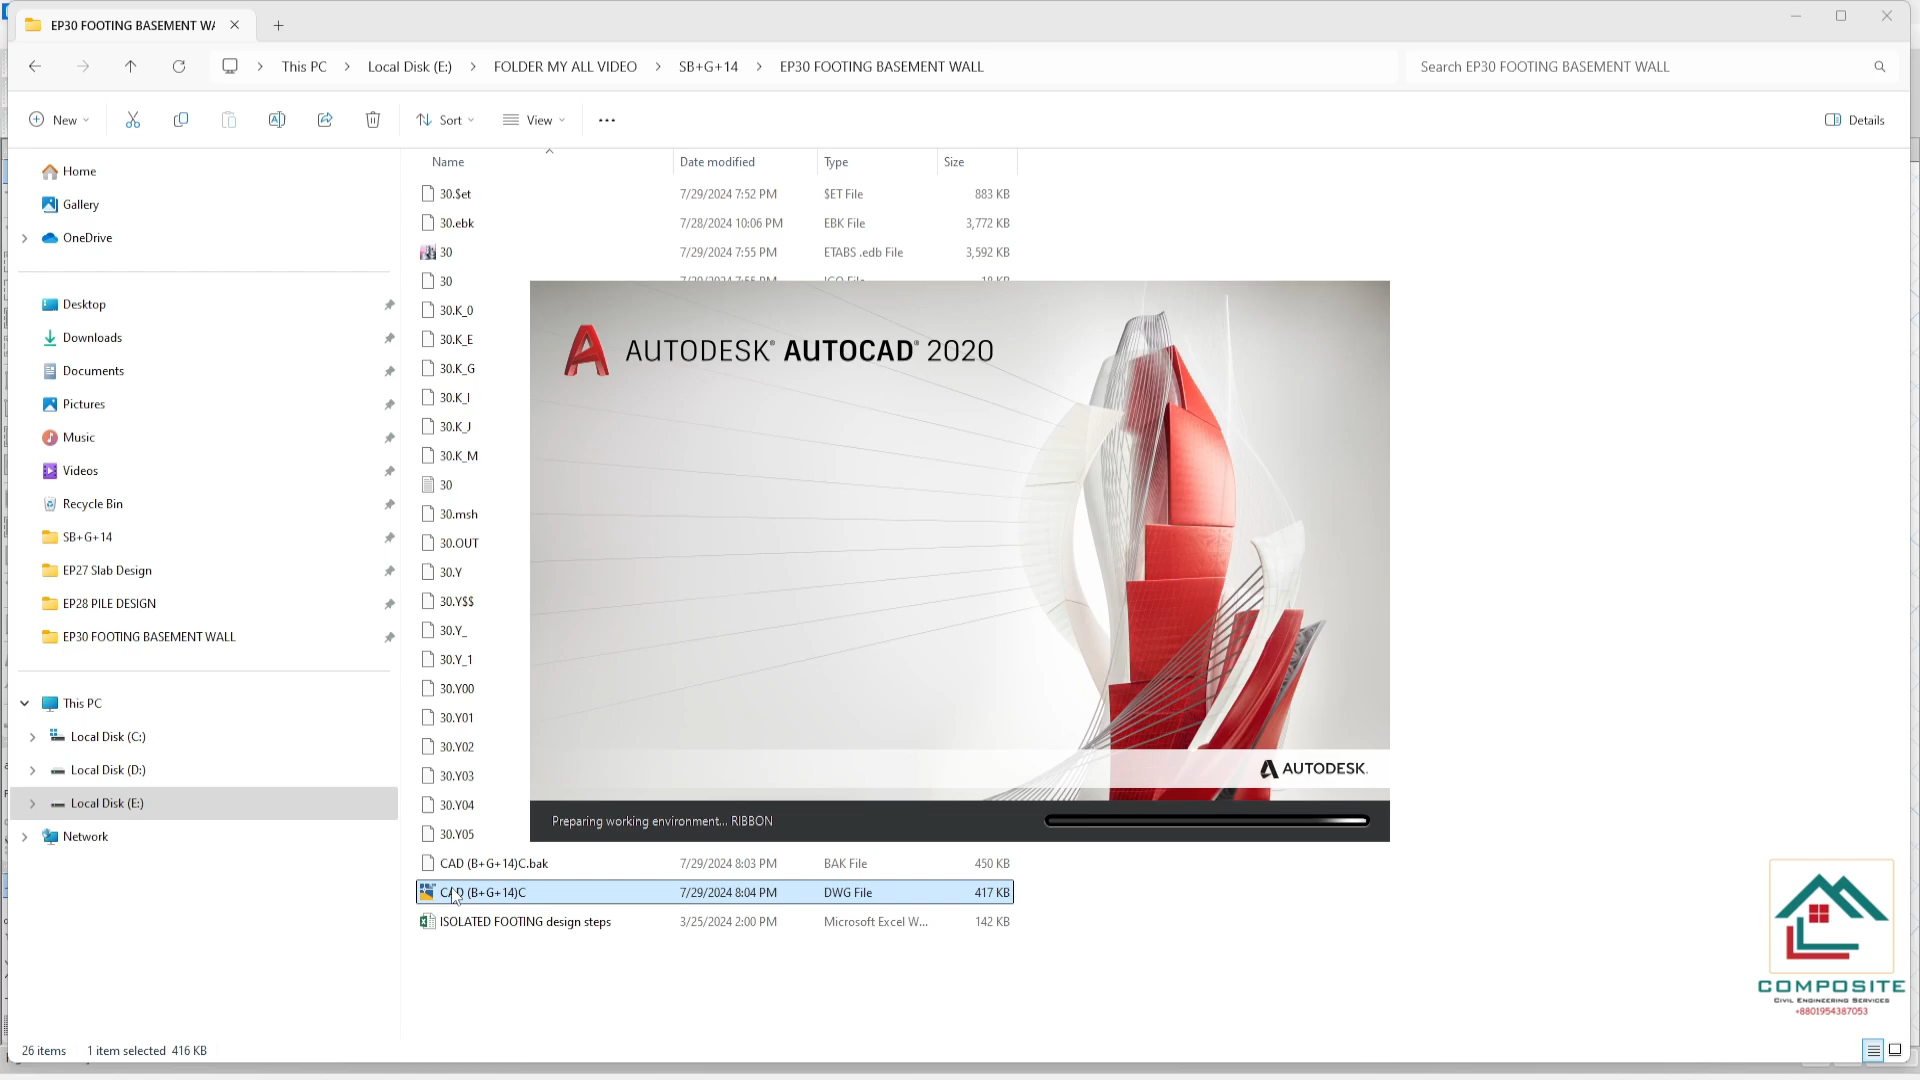 EP30 FOOTING BASEMENT WA
This PC
Local Disk (E:)
FOLDER MY ALL VIDEO
SB+G+14
EP30 FOOTING BASEMENT WALL
Search EP30 FOOTING BASEMENT WALL
New
Sort
View
Details
Home
Gallery
OneDrive
Desktop
Downloads
Documents
Pictures
Music
Videos
Recycle Bin
SB+G+14
EP27 Slab Design
EP28 PILE DESIGN
EP30 FOOTING BASEMENT WALL
This PC
Local Disk (C:)
Local Disk (D:)
Local Disk (E:)
Network
Name Date modified Type Size
30.$et 7/29/2024 7:52 PM $ET File 883 KB
30.ebk 7/28/2024 10:06 PM EBK File 3,772 KB
30 7/29/2024 7:55 PM ETABS .edb File 3,592 KB
30
30.K_0
30.K_E
30.K_G
30.K_I
30.K_J
30.K_M
30
30.msh
30.OUT
30.Y
30.Y$$
30.Y_
30.Y_1
30.Y00
30.Y01
30.Y02
30.Y03
30.Y04
30.Y05
CAD (B+G+14)C.bak 7/29/2024 8:03 PM BAK File 450 KB
CAD (B+G+14)C 7/29/2024 8:04 PM DWG File 417 KB
ISOLATED FOOTING design steps 3/25/2024 2:00 PM Microsoft Excel W... 142 KB
AUTODESK® AUTOCAD® 2020
AUTODESK.
Preparing working environment... RIBBON
COMPOSITE
CIVIL ENGINEERING SERVICES
+8801954387053
26 items 1 item selected 416 KB